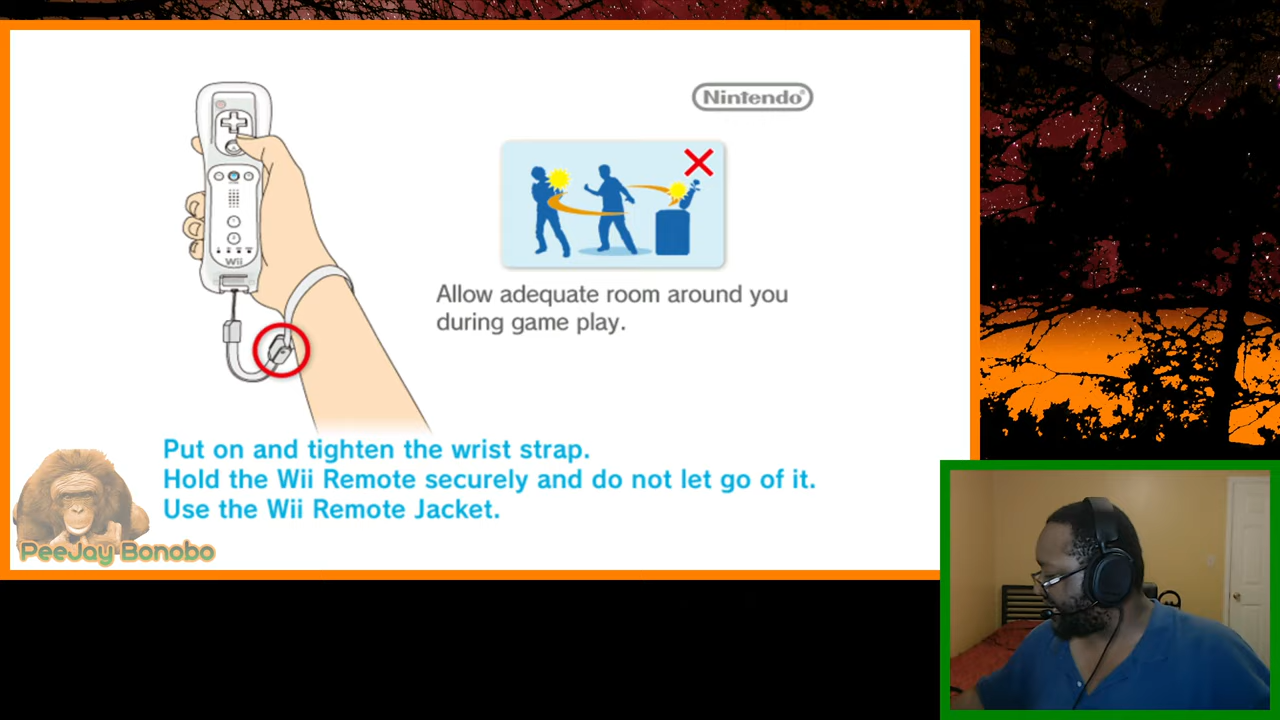 Nintendo®
Wii
Allow adequate room around you
during game play.
Put on and tighten the wrist strap.
Hold the Wii Remote securely and do not let go of it.
Use the Wii Remote Jacket.
PeeJay Bonobo